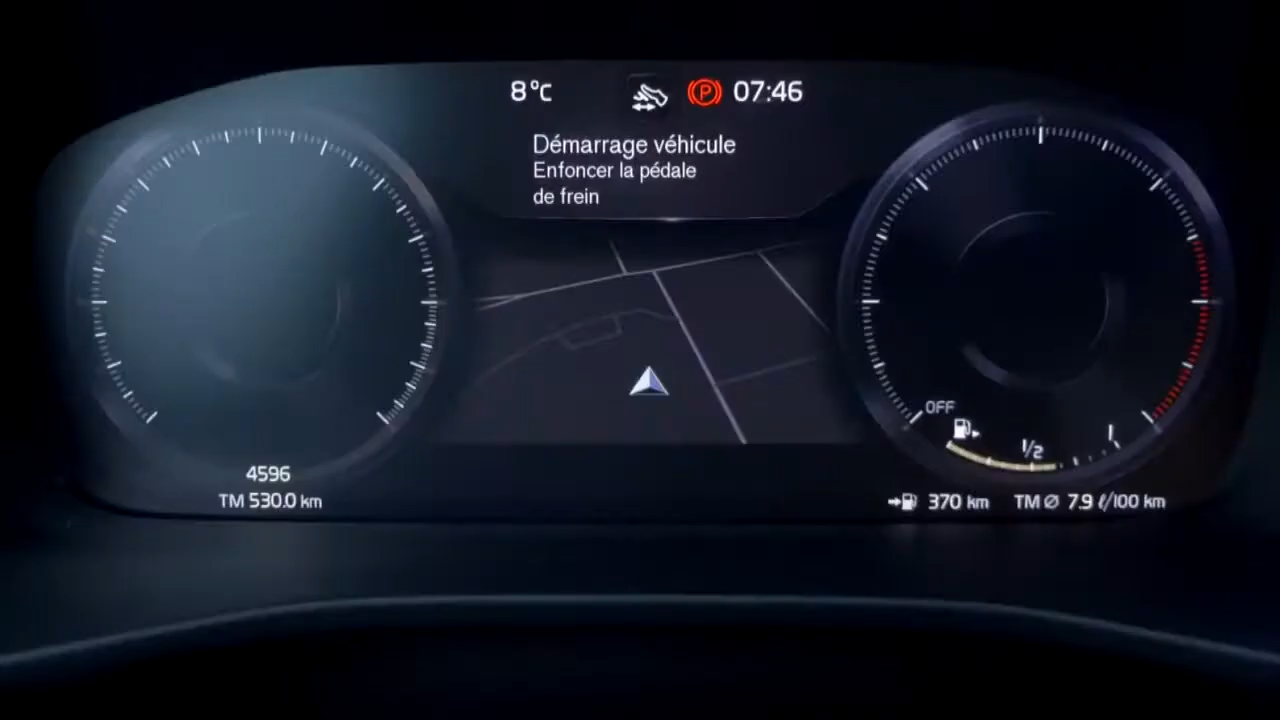 8°C
P
07:46
Démarrage véhicule
Enfoncer la pédale
de frein
OFF
1/2
1
4596
TM 530.0 km
370 km
TM Ø 7.9 ℓ/100 km